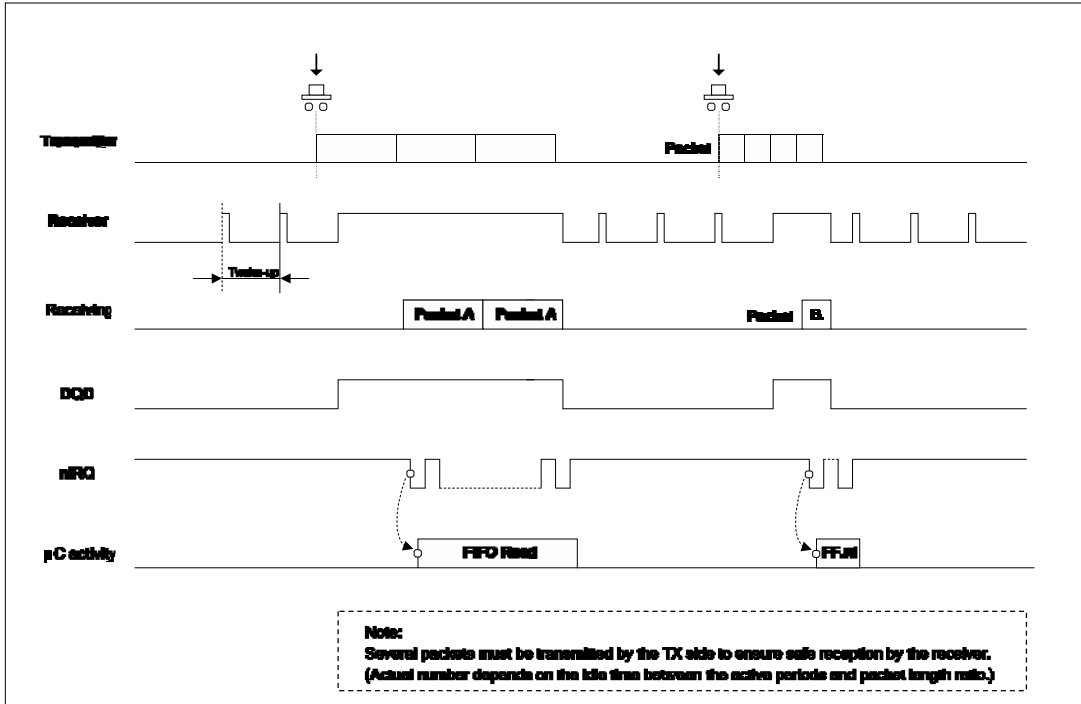 Transmitter
Packet
Receiver
Twake-up
Receiving
Packet A
Packet A
Packet
B.
DQD
nIRQ
µC activity
FIFO Read
FF.rd
Note:
Several packets must be transmitted by the TX side to ensure safe reception by the receiver.
(Actual number depends on the idle time between the active periods and packet length ratio.)